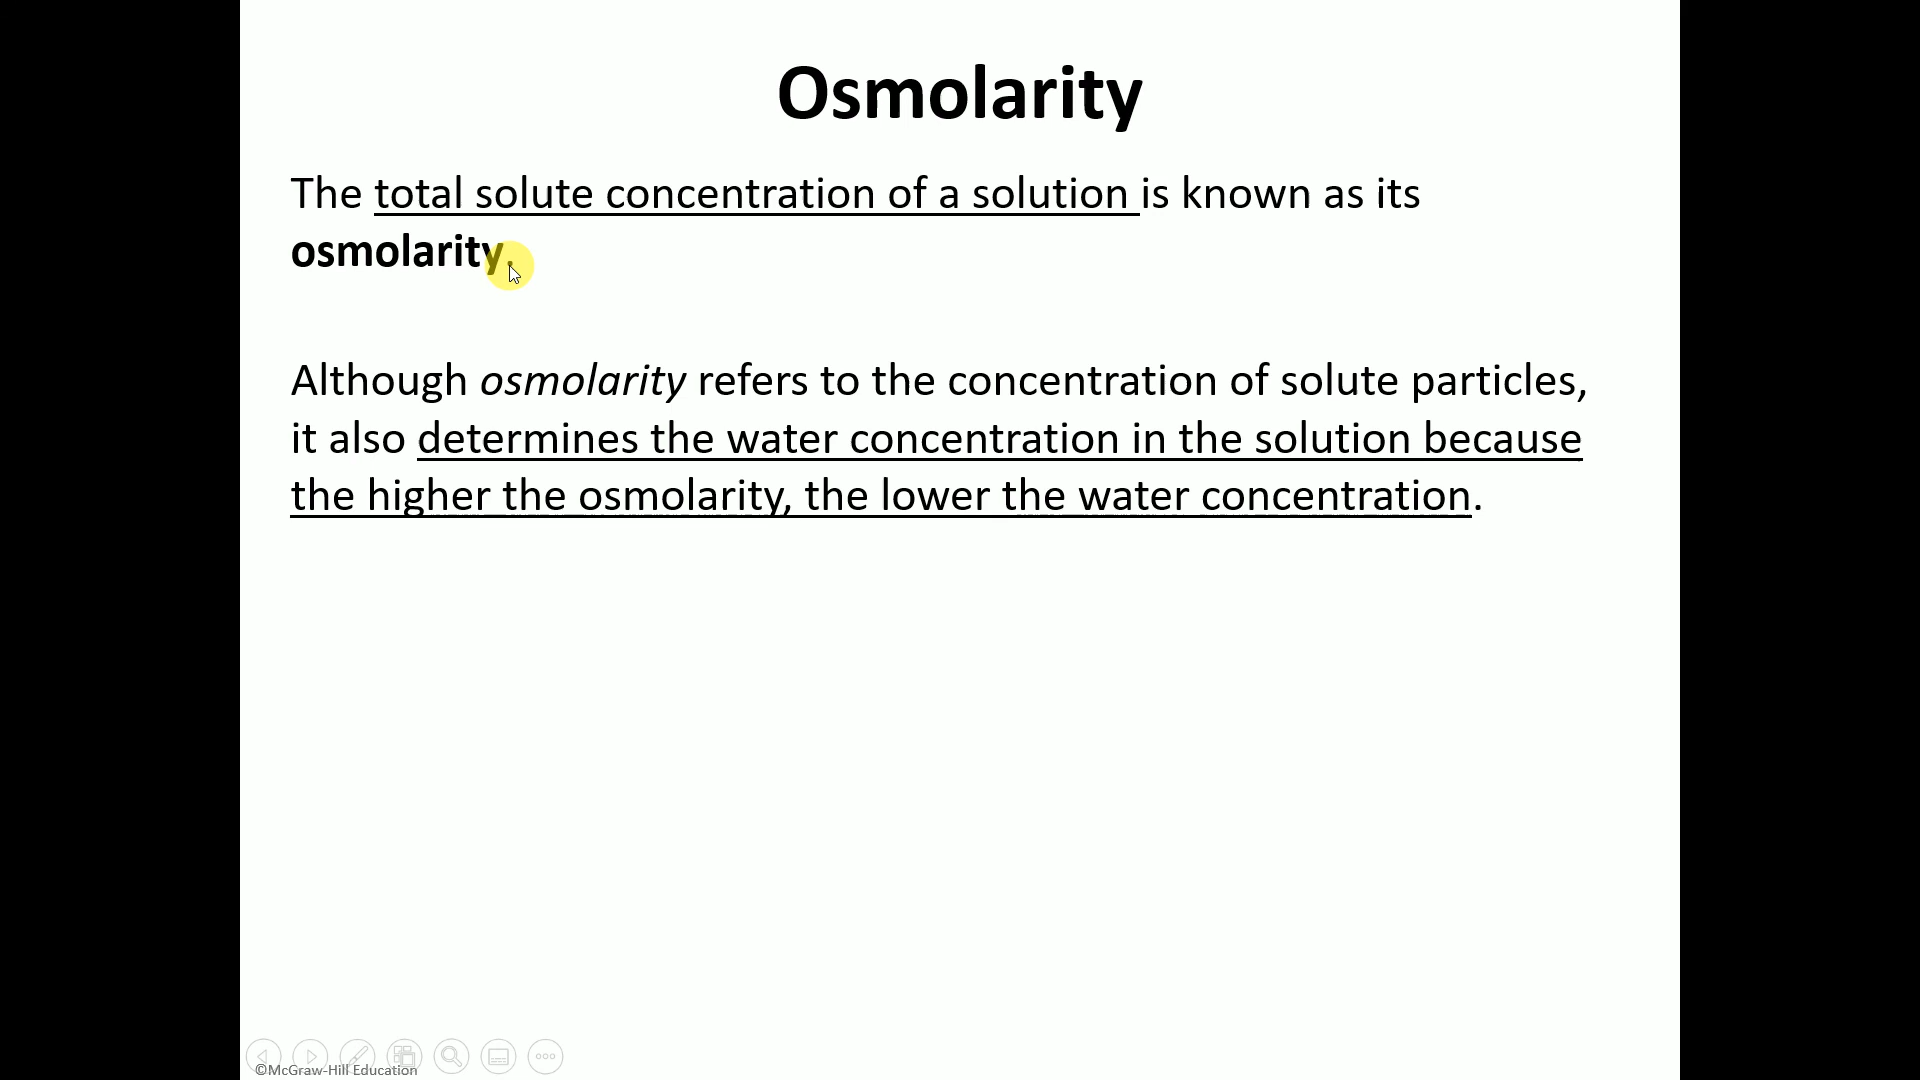 Osmolarity
The total solute concentration of a solution is known as its
osmolarity.
Although osmolarity refers to the concentration of solute particles,
it also determines the water concentration in the solution because
the higher the osmolarity, the lower the water concentration.
©McGraw-Hill Education